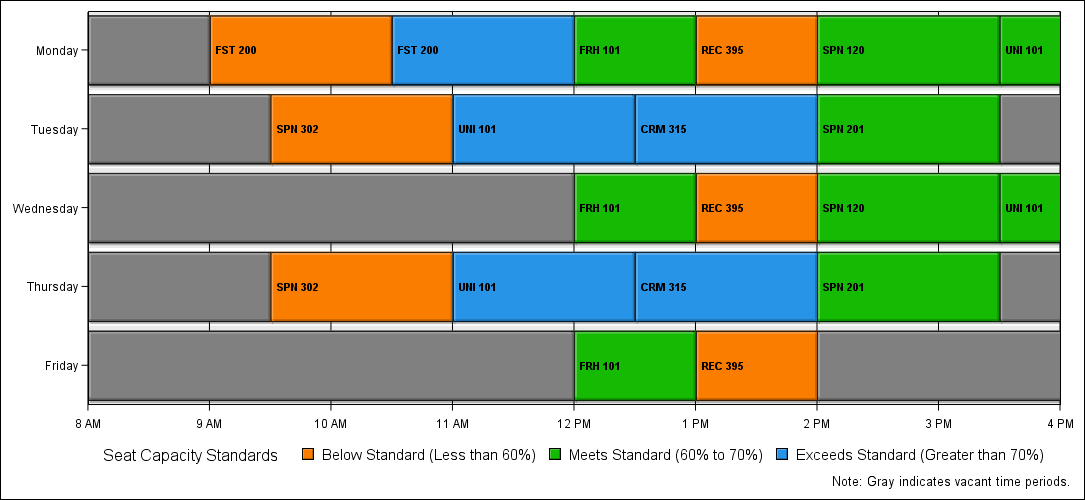 Monday
FST 200 FST 200 FRH 101 REC 395 SPN 120 UNI 101
Tuesday
SPN 302 UNI 101 CRM 315 SPN 201
Wednesday
FRH 101 REC 395 SPN 120 UNI 101
Thursday
SPN 302 UNI 101 CRM 315 SPN 201
Friday
FRH 101 REC 395
8 AM 9 AM 10 AM 11 AM 12 PM 1 PM 2 PM 3 PM 4 PM
Seat Capacity Standards Below Standard (Less than 60%) Meets Standard (60% to 70%) Exceeds Standard (Greater than 70%)
Note: Gray indicates vacant time periods.